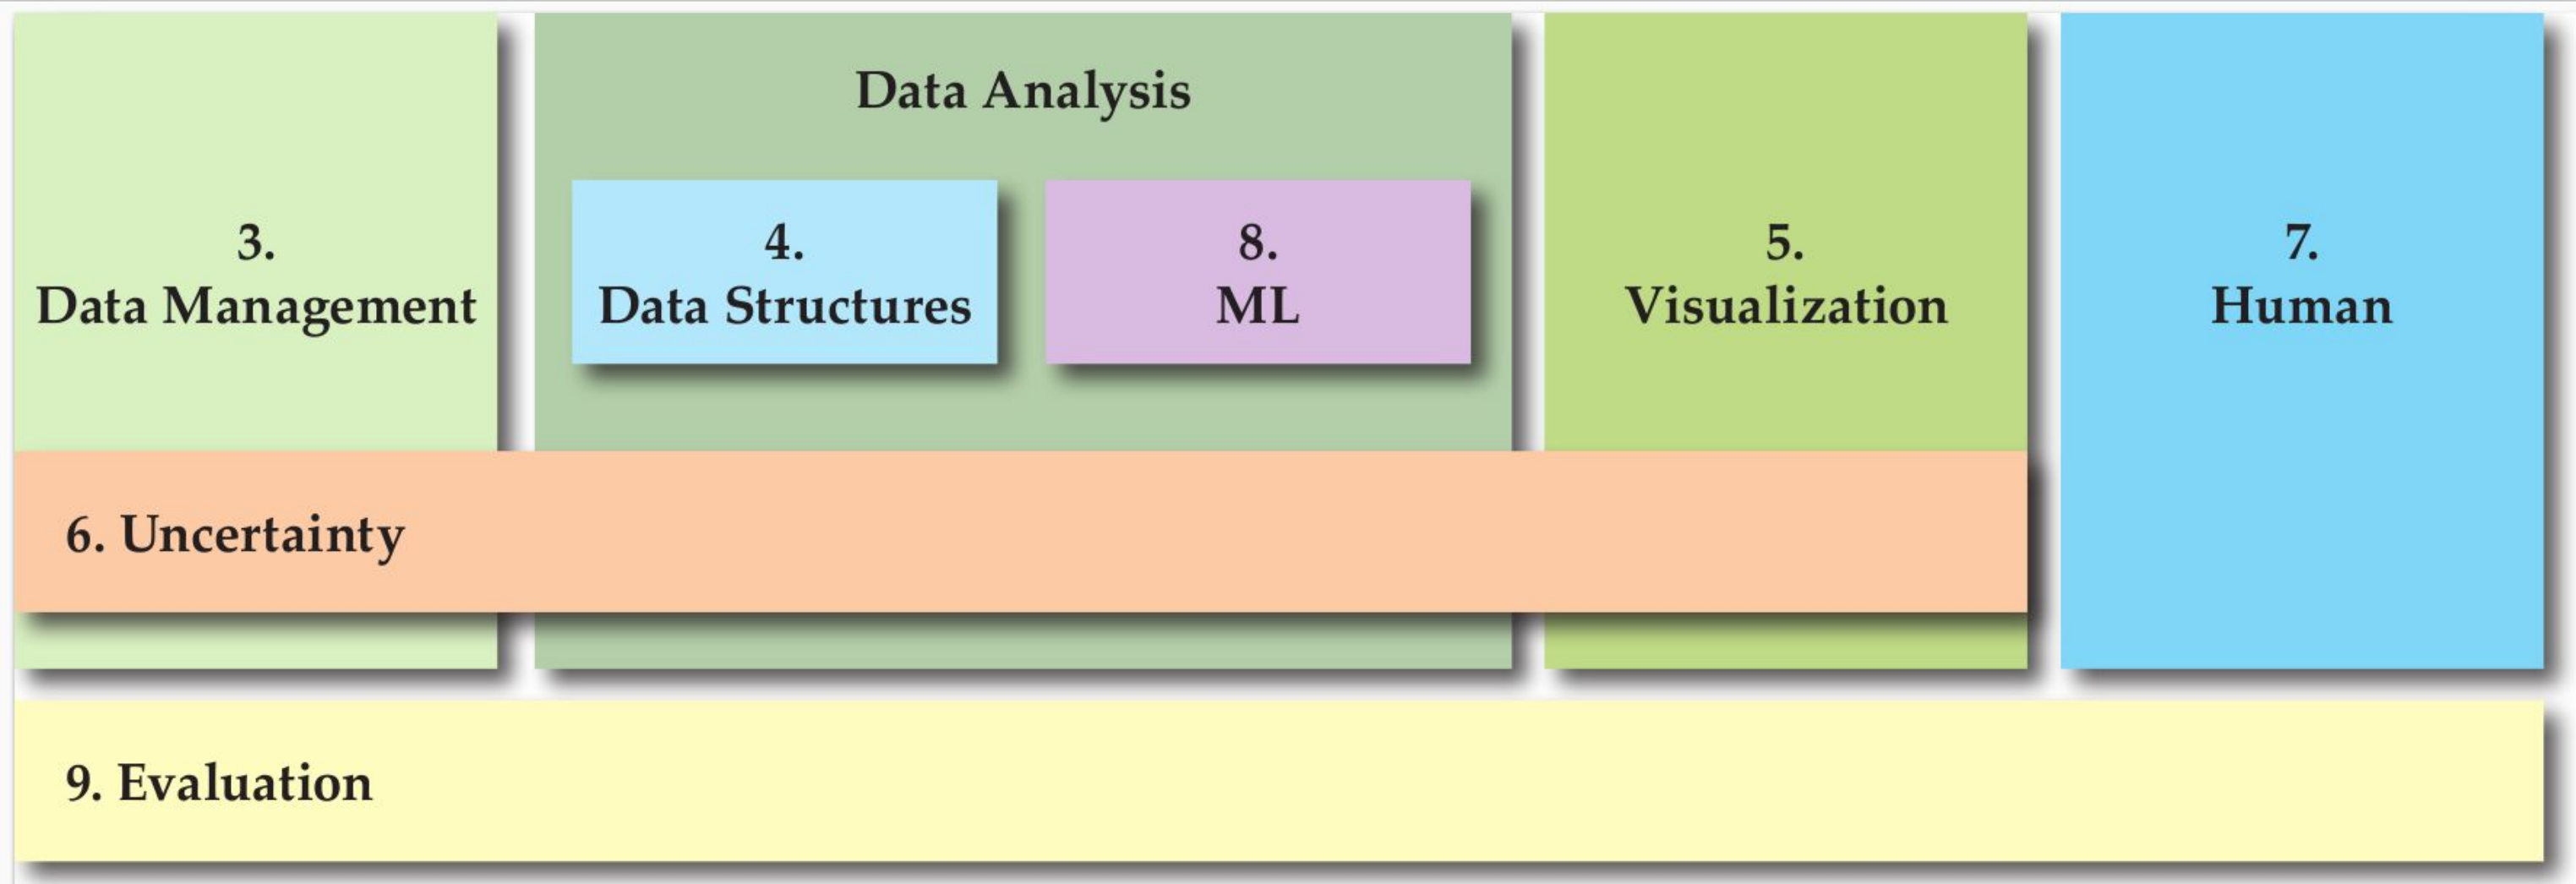 Data Analysis
3.
Data Management
4.
Data Structures
8.
ML
5.
Visualization
7.
Human
6. Uncertainty
9. Evaluation